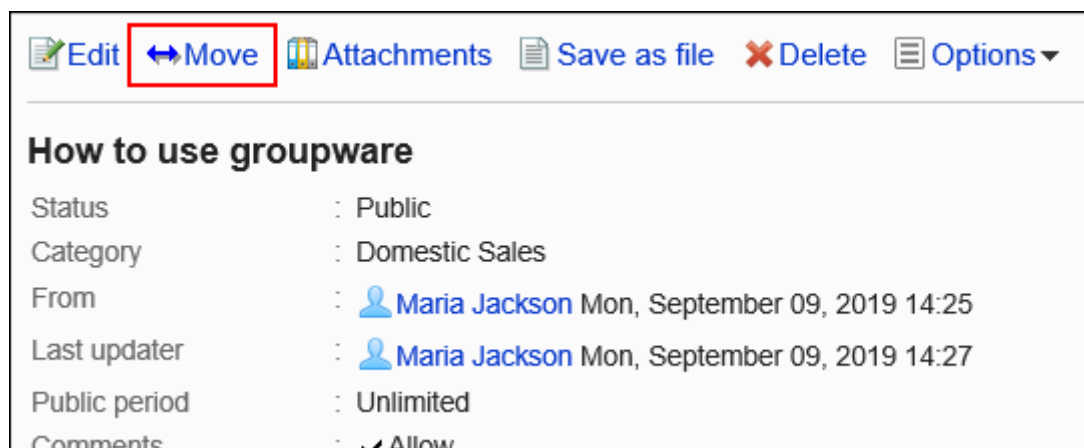 Edit Move Attachments Save as file Delete Options
How to use groupware
Status : Public
Category : Domestic Sales
From : Maria Jackson Mon, September 09, 2019 14:25
Last updater : Maria Jackson Mon, September 09, 2019 14:27
Public period : Unlimited
Comments : Allow